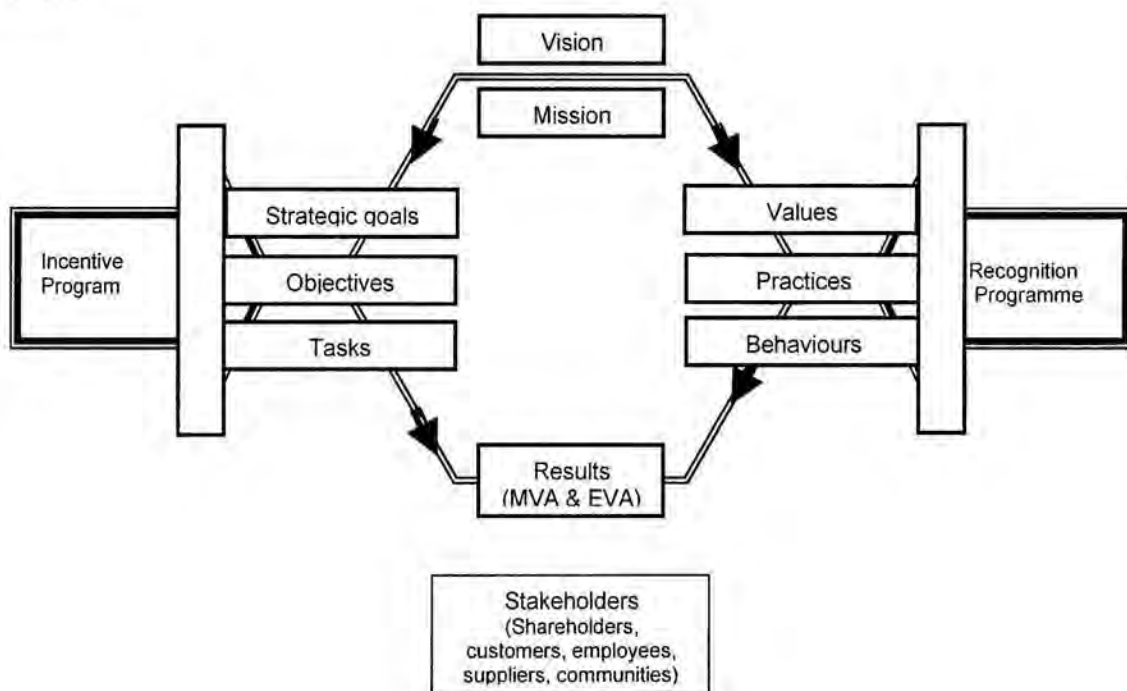 Vision
Mission
Strategic goals
Objectives
Tasks
Incentive
Program
Values
Practices
Behaviours
Recognition
Programme
Results
(MVA & EVA)
Stakeholders
(Shareholders,
customers, employees,
suppliers, communities)